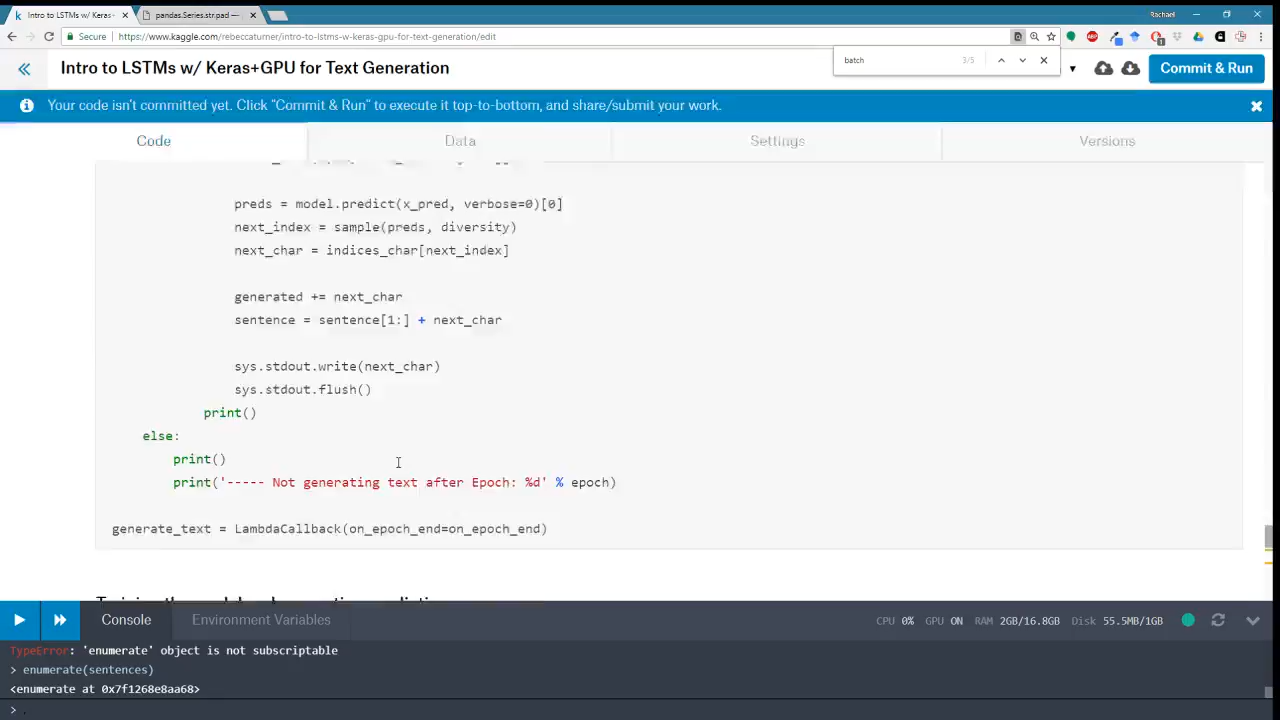 Intro to LSTMs w/ Keras+
pandas.Series.str.pad —
Rachael
Secure
https://www.kaggle.com/rebeccaturner/intro-to-lstms-w-keras-gpu-for-text-generation/edit
Intro to LSTMs w/ Keras+GPU for Text Generation
batch 3/5
Commit & Run
Your code isn't committed yet. Click "Commit & Run" to execute it top-to-bottom, and share/submit your work.
Code Data Settings Versions
preds = model.predict(x_pred, verbose=0)[0]
next_index = sample(preds, diversity)
next_char = indices_char[next_index]
generated += next_char
sentence = sentence[1:] + next_char
sys.stdout.write(next_char)
sys.stdout.flush()
print()
else:
print()
print('----- Not generating text after Epoch: %d' % epoch)
generate_text = LambdaCallback(on_epoch_end=on_epoch_end)
Console Environment Variables CPU 0% GPU ON RAM 2GB/16.8GB Disk 55.5MB/1GB
TypeError: 'enumerate' object is not subscriptable
> enumerate(sentences)
<enumerate at 0x7f1268e8aa68>
>